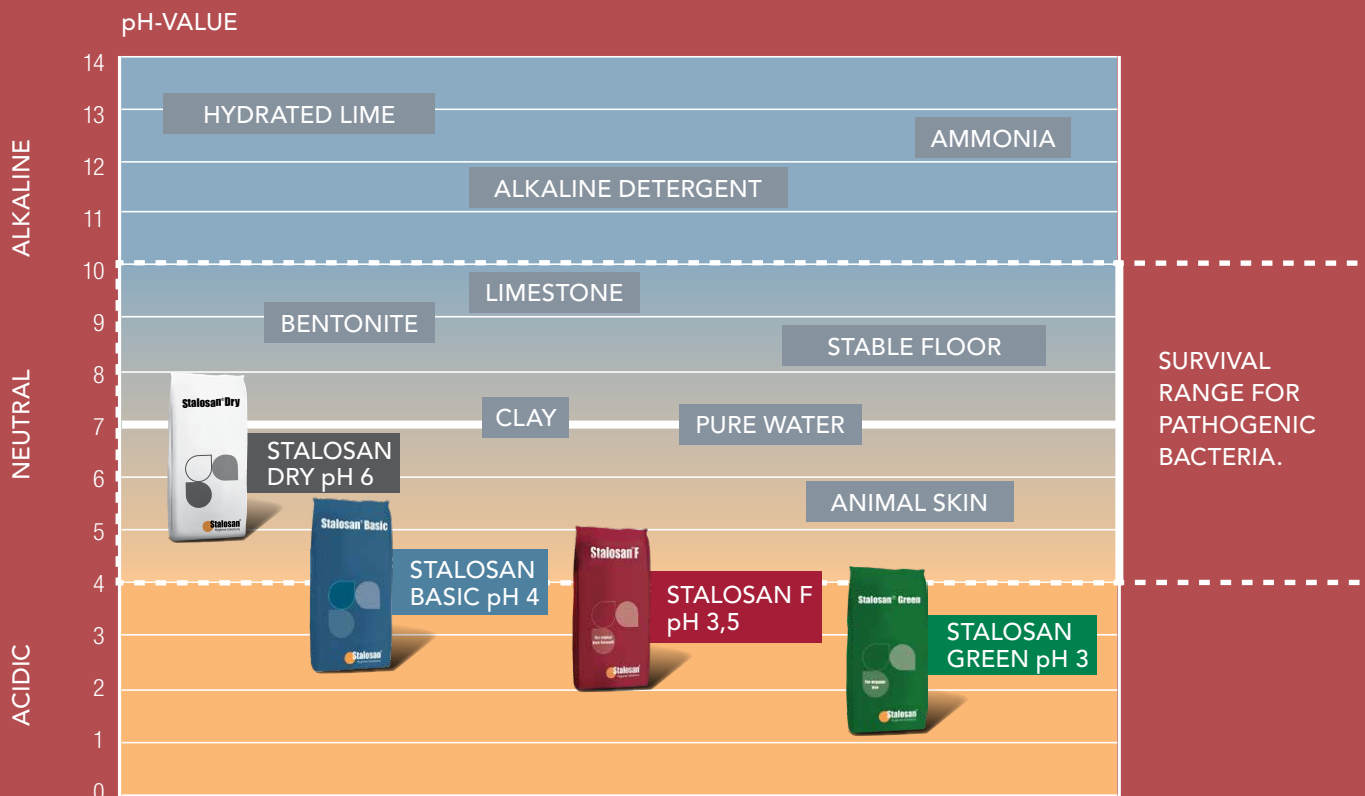 pH-VALUE
14
13
12
11
10
9
8
7
6
5
4
3
2
1
0
ALKALINE
NEUTRAL
ACIDIC
HYDRATED LIME
AMMONIA
ALKALINE DETERGENT
LIMESTONE
BENTONITE
STABLE FLOOR
CLAY
PURE WATER
ANIMAL SKIN
SURVIVAL
RANGE FOR
PATHOGENIC
BACTERIA.
Stalosan® Dry
Stalosan®
STALOSAN
DRY pH 6
Stalosan® Basic
Stalosan®
STALOSAN
BASIC pH 4
Stalosan® F
Stalosan®
STALOSAN F
pH 3,5
Stalosan® Green
For organic
use
Stalosan®
STALOSAN
GREEN pH 3